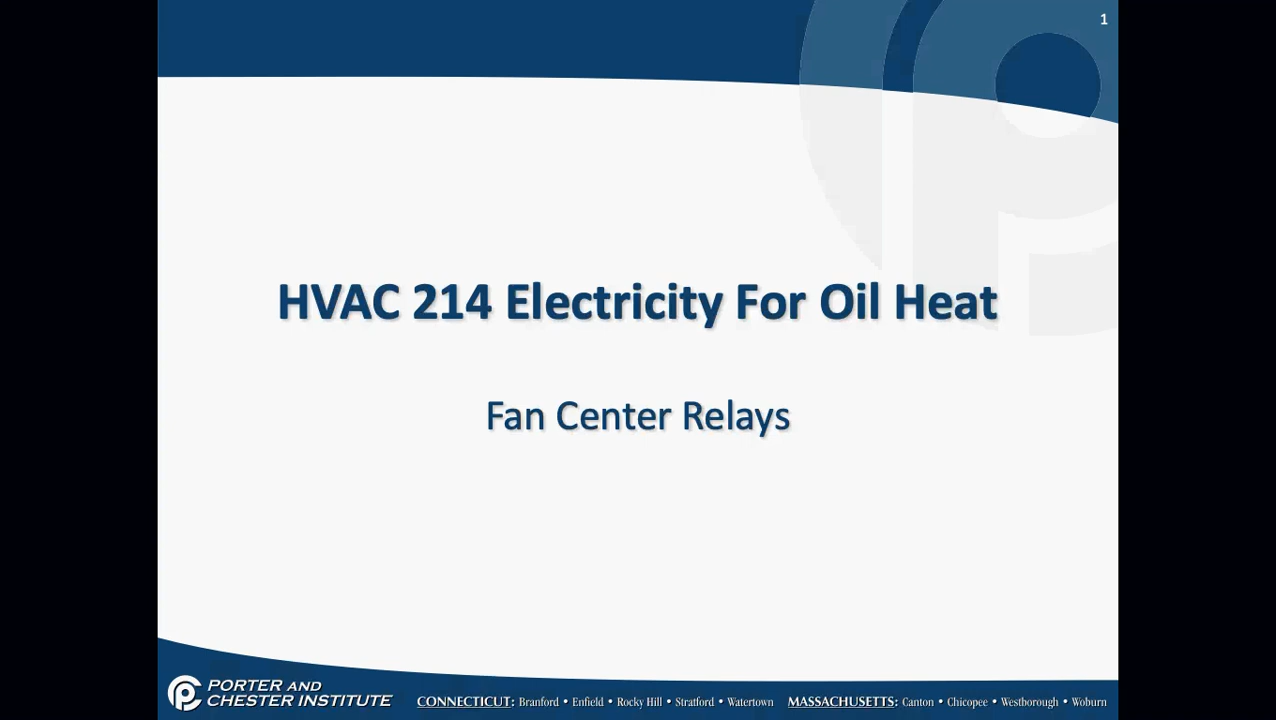 1
HVAC 214 Electricity For Oil Heat
Fan Center Relays
PORTER AND
CHESTER INSTITUTE
CONNECTICUT: Branford • Enfield • Rocky Hill • Stratford • Watertown MASSACHUSETTS: Canton • Chicopee • Westborough • Woburn